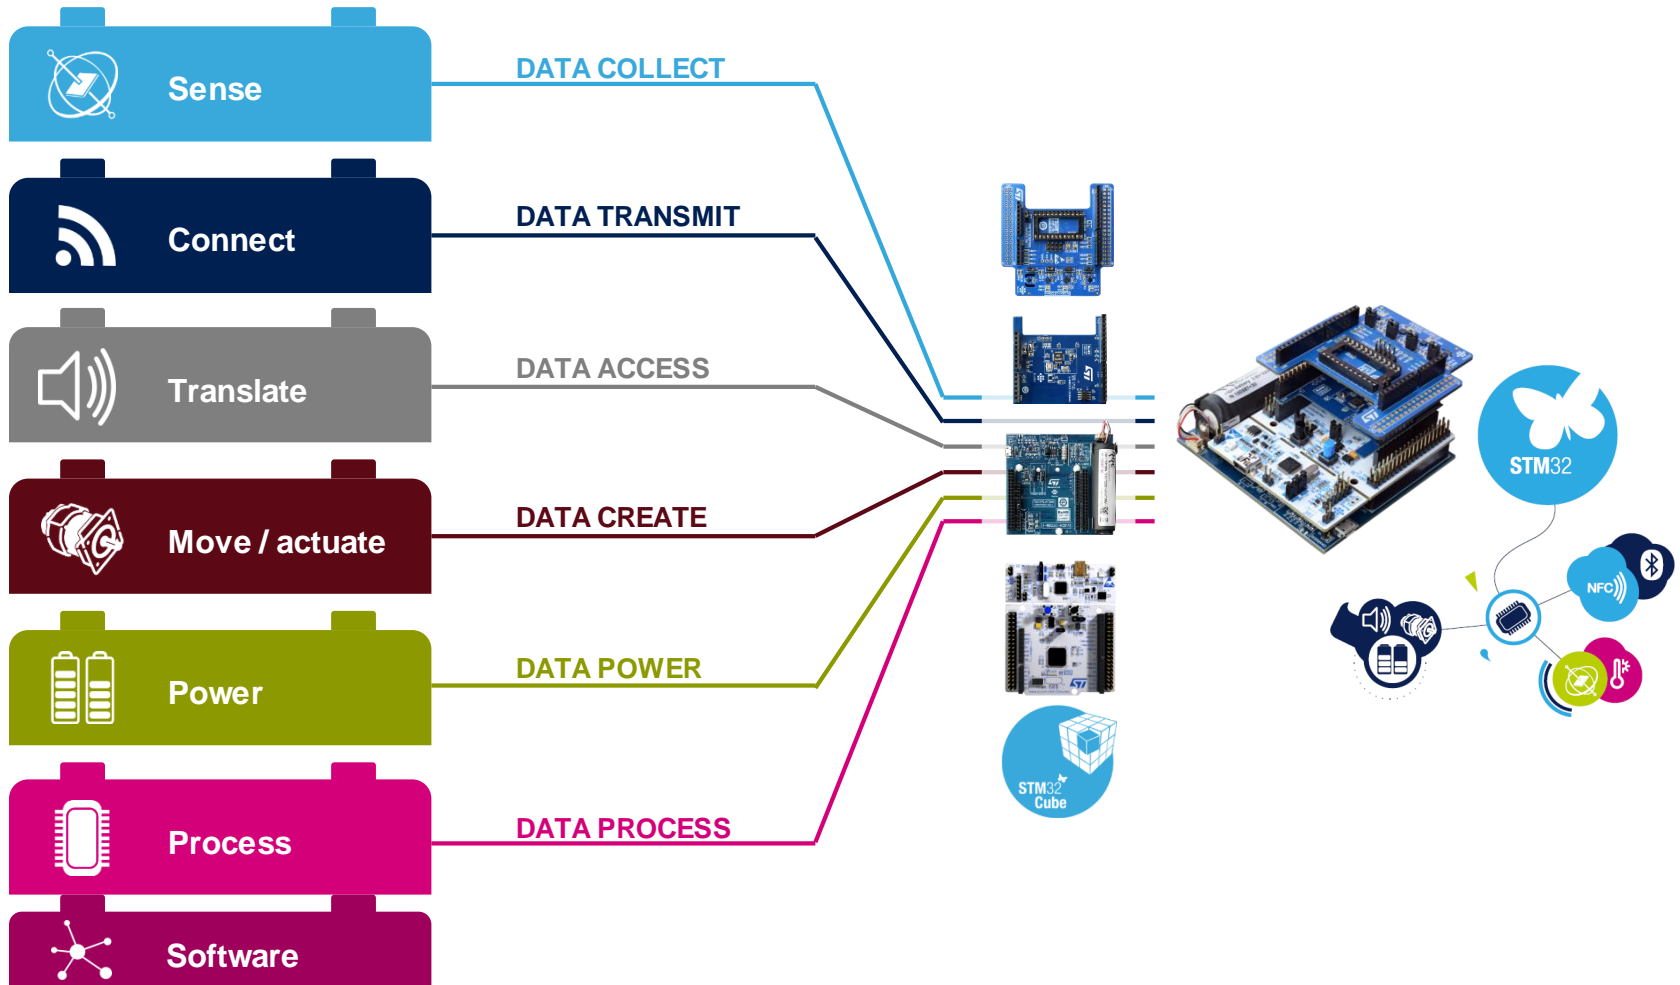 Sense
DATA COLLECT
Connect
DATA TRANSMIT
Translate
DATA ACCESS
Move / actuate
DATA CREATE
Power
DATA POWER
Process
DATA PROCESS
Software
STM32
Cube
STM32
NFC